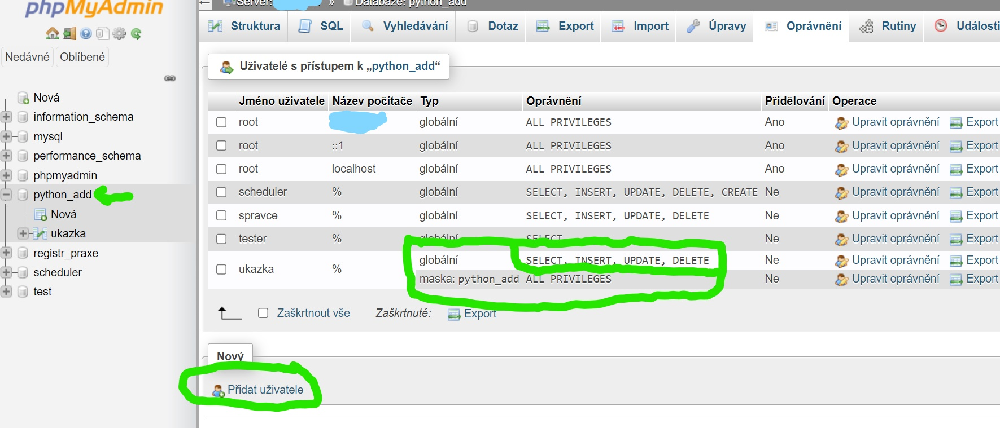 phpMyAdmin
Nedávné Oblíbené
Nová
information_schema
mysql
performance_schema
phpmyadmin
python_add
Nová
ukazka
registr_praxe
scheduler
test
Server: » Databáze: python_add
Struktura SQL Vyhledávání Dotaz Export Import Úpravy Oprávnění Rutiny Události
Uživatelé s přístupem k „python_add“
Jméno uživatele Název počítače Typ Oprávnění Přidělování Operace
root globální ALL PRIVILEGES Ano Upravit oprávnění Export
root ::1 globální ALL PRIVILEGES Ano Upravit oprávnění Export
root localhost globální ALL PRIVILEGES Ano Upravit oprávnění Export
scheduler % globální SELECT, INSERT, UPDATE, DELETE, CREATE Ne Upravit oprávnění Export
spravce % globální SELECT, INSERT, UPDATE, DELETE Ne Upravit oprávnění Export
tester % globální SELECT Ne Upravit oprávnění Export
ukazka % globální SELECT, INSERT, UPDATE, DELETE Ne Upravit oprávnění Export
maska: python_add ALL PRIVILEGES Ne Upravit oprávnění Export
Zaškrtnout vše Zaškrtnuté: Export
Nový
Přidat uživatele